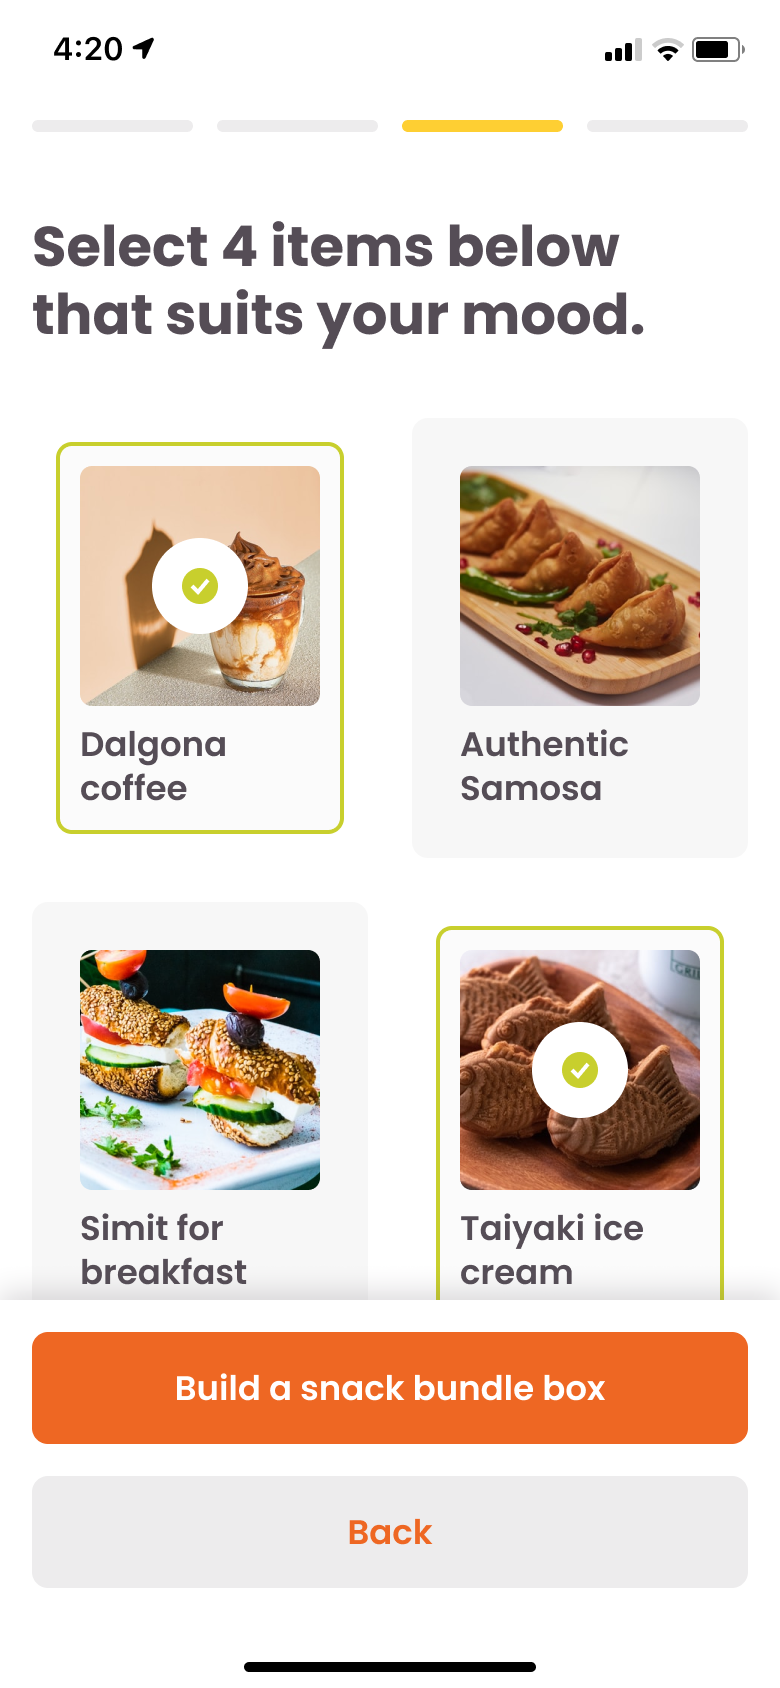 4:20
Select 4 items below
that suits your mood.
Dalgona
coffee
Authentic
Samosa
GRI
Simit for
breakfast
Taiyaki ice
cream
Build a snack bundle box
Back